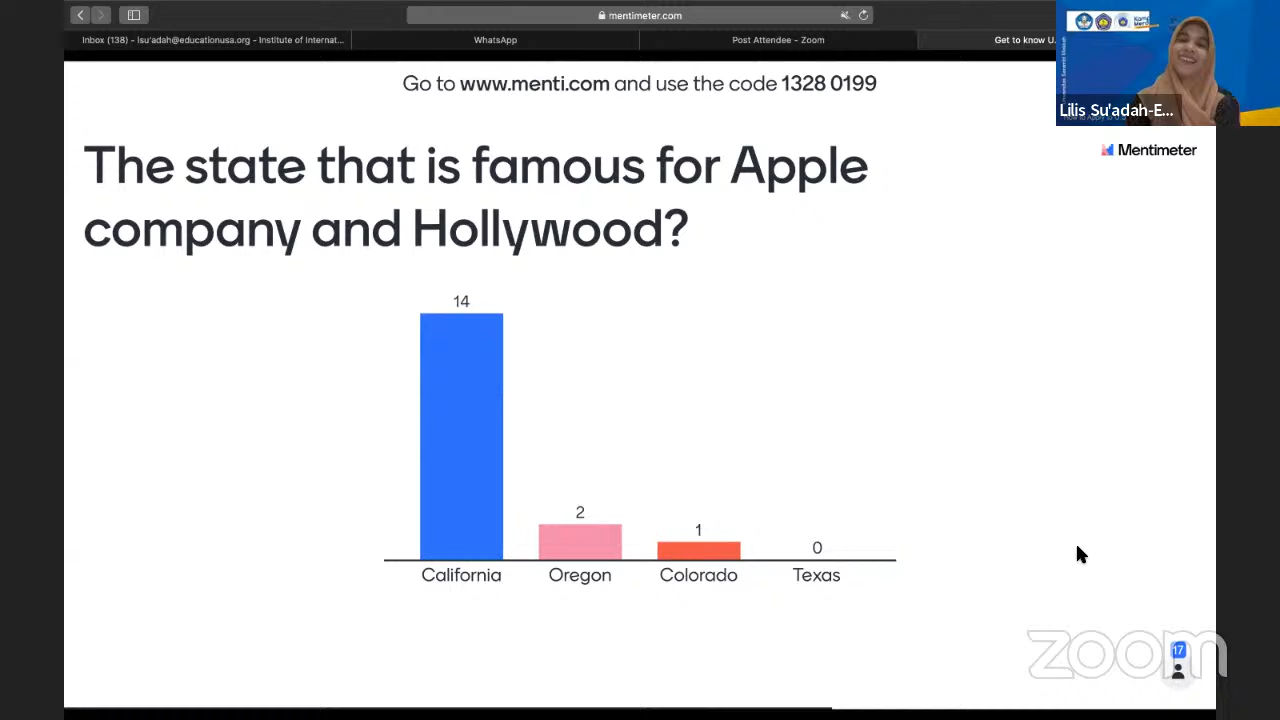 mentimeter.com
Inbox (138) - lsu'adah@educationusa.org - Institute of Internat...
WhatsApp
Post Attendee - Zoom
Get to know U.
Lilis Su'adah-E...
Go to www.menti.com and use the code 1328 0199
Mentimeter
The state that is famous for Apple
company and Hollywood?
14
2
1
0
California
Oregon
Colorado
Texas
zoom
17